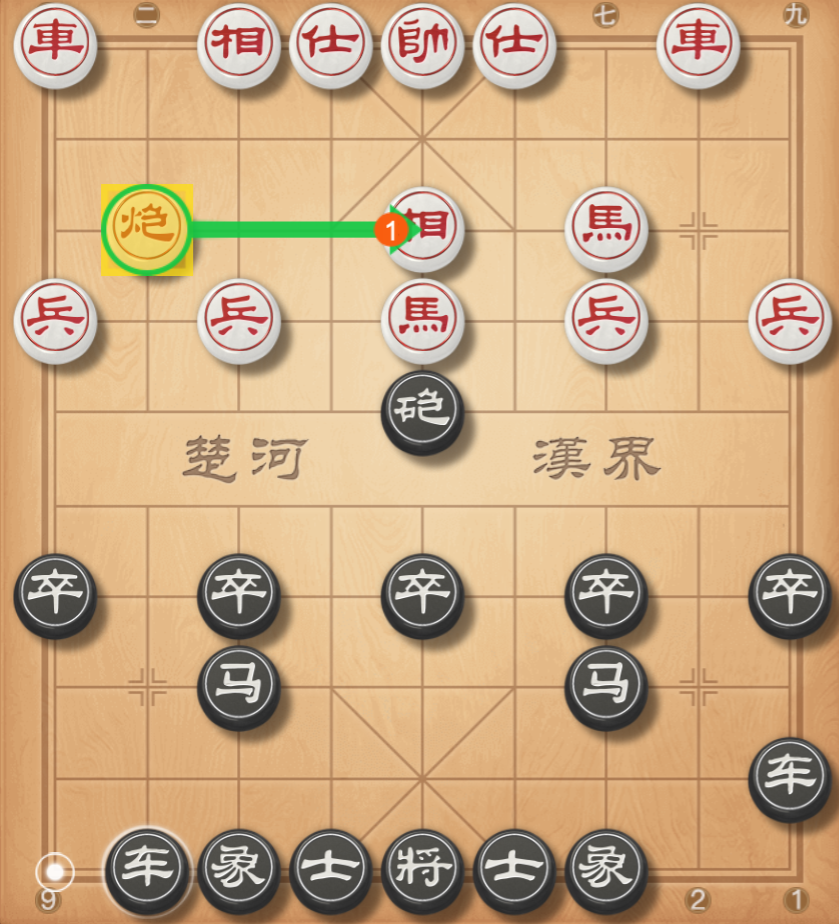 二 七 九
車 相 仕 帥 仕 車
炮 1 相 馬
兵 兵 馬 兵 兵
砲
楚河 漢界
卒 卒 卒 卒 卒
马 马
车
车 象 士 将 士 象
9 2 1